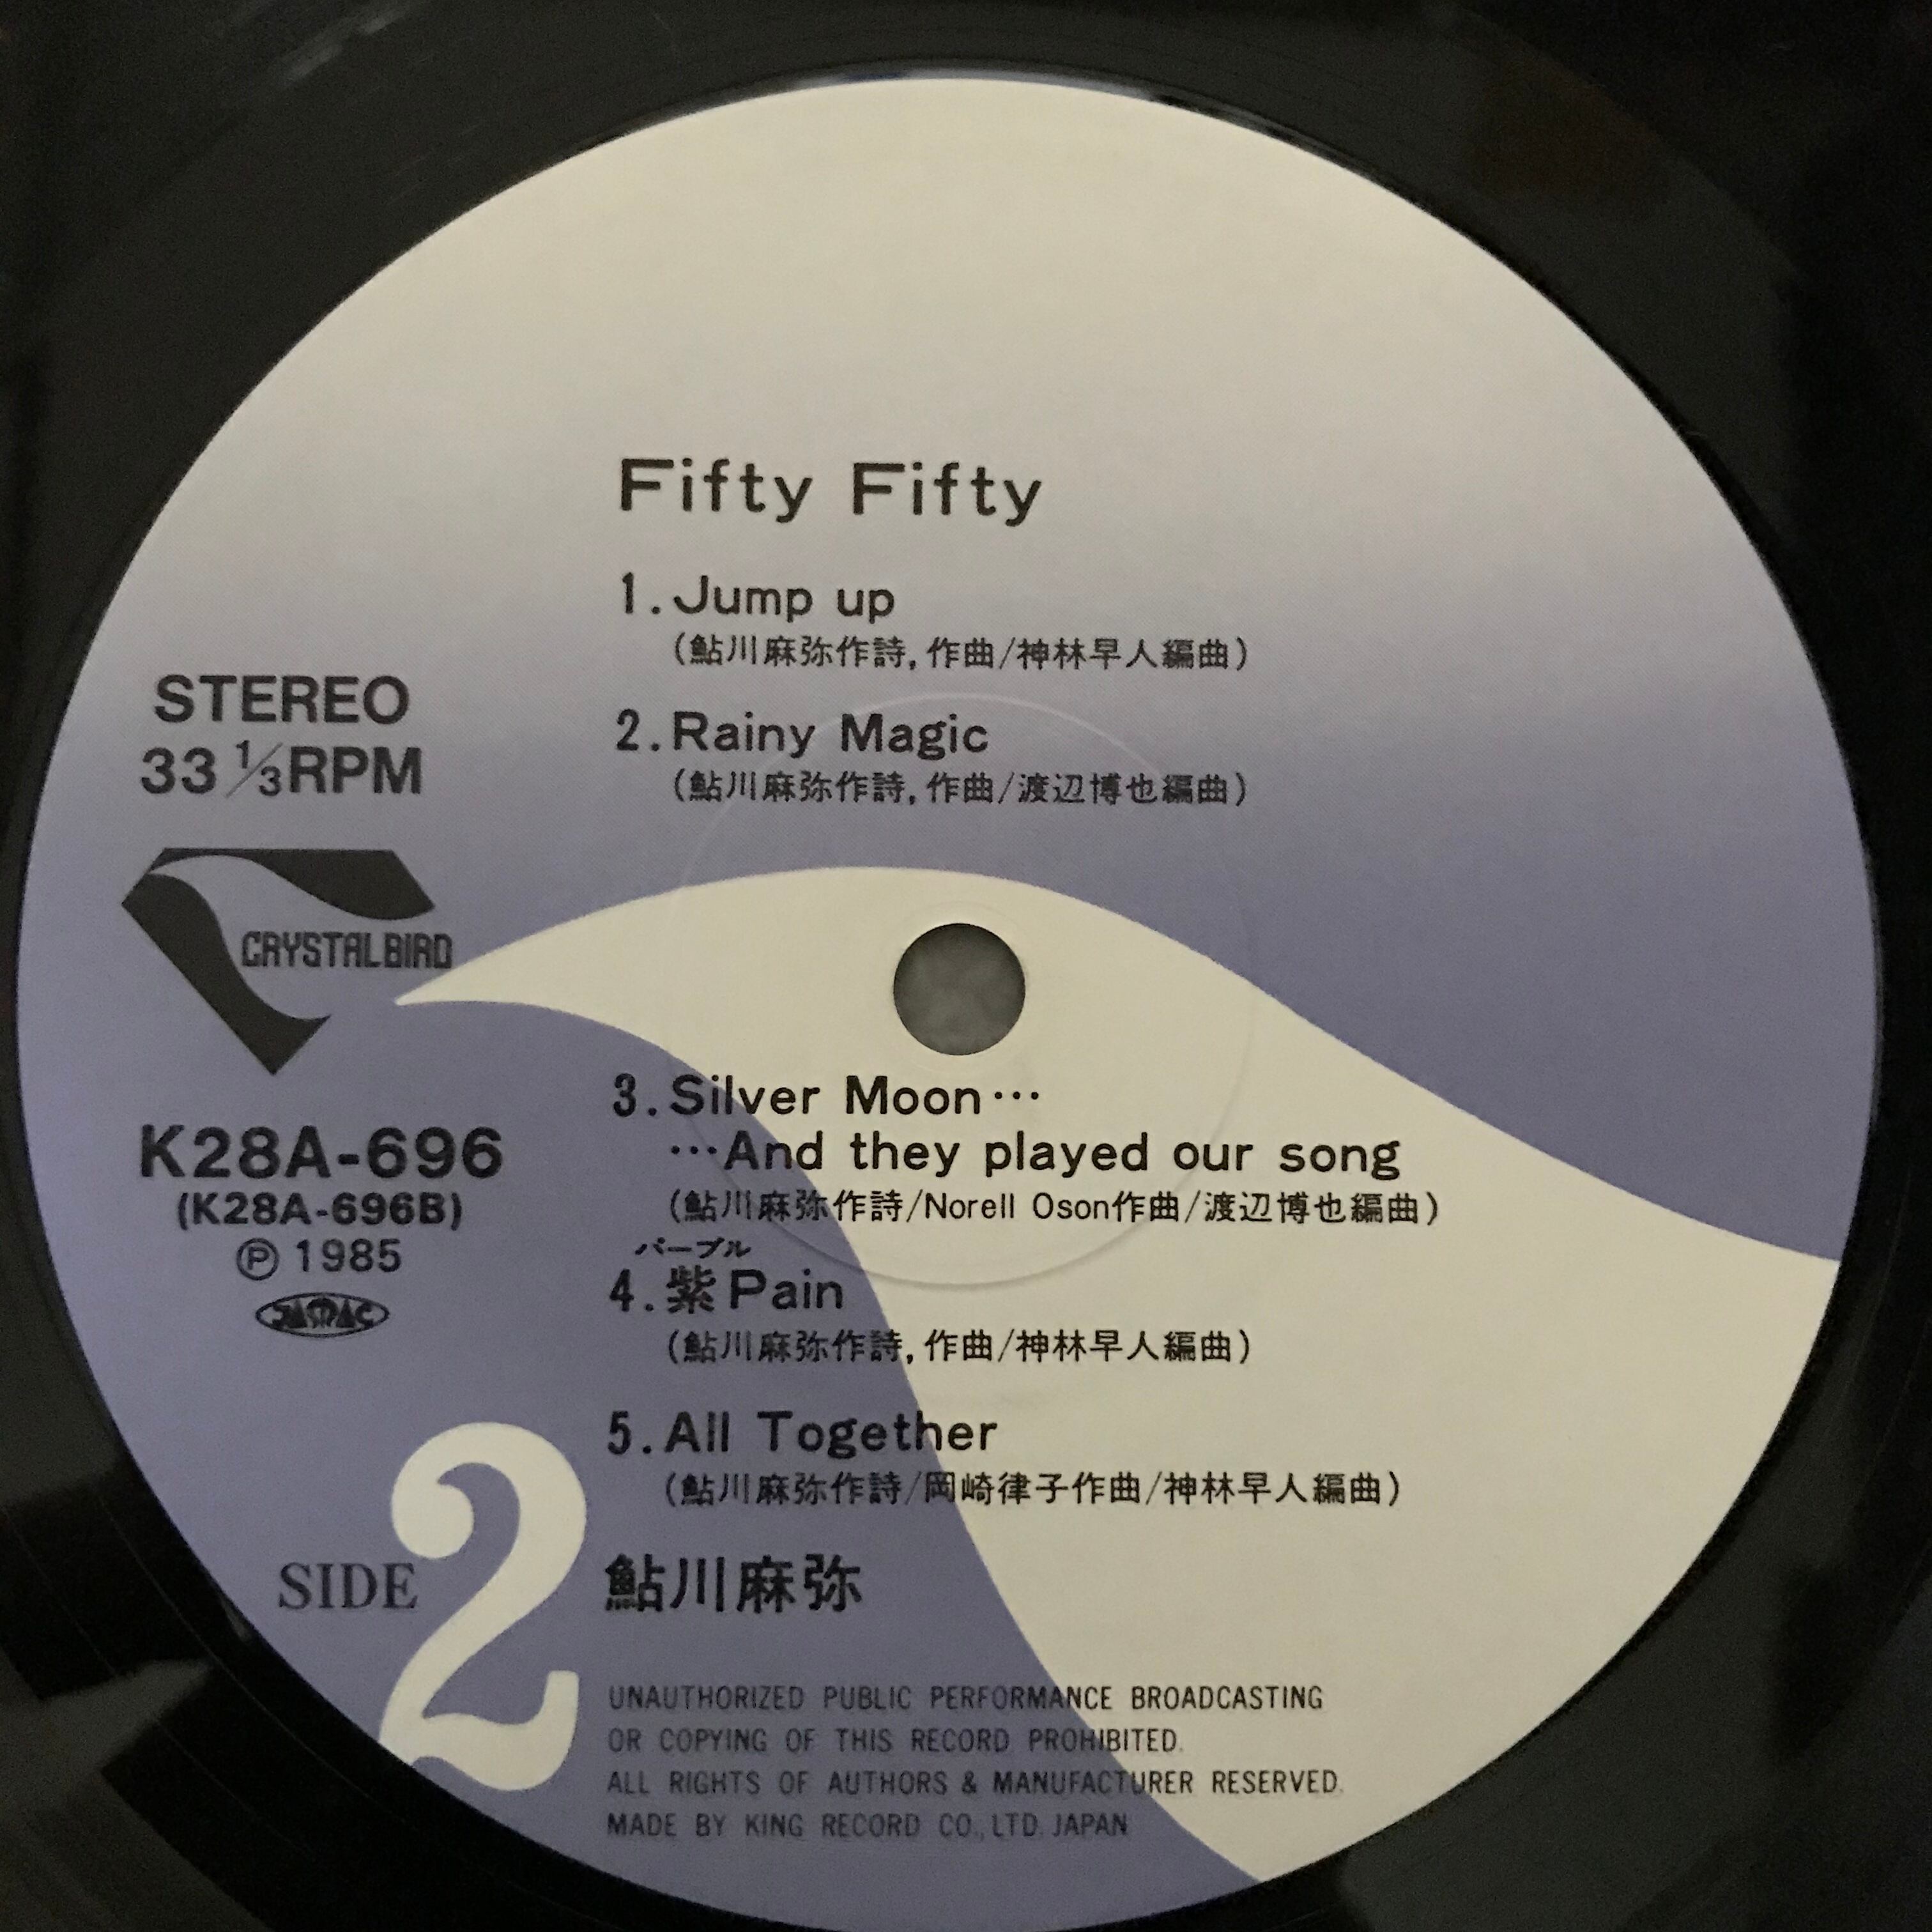 Fifty Fifty
1.Jump up
(鮎川麻弥作詩,作曲/神林早人編曲)
2.Rainy Magic
(鮎川麻弥作詩,作曲/渡辺博也編曲)
STEREO
33 1/3 RPM
CRYSTALBIRD
K28A-696
(K28A-696B)
Ⓟ 1985
3.Silver Moon…
…And they played our song
(鮎川麻弥作詩/Norell Oson作曲/渡辺博也編曲)
パープル
4.紫Pain
(鮎川麻弥作詩,作曲/神林早人編曲)
5.All Together
(鮎川麻弥作詩/岡崎律子作曲/神林早人編曲)
SIDE 2
鮎川麻弥
UNAUTHORIZED PUBLIC PERFORMANCE BROADCASTING
OR COPYING OF THIS RECORD PROHIBITED.
ALL RIGHTS OF AUTHORS & MANUFACTURER RESERVED.
MADE BY KING RECORD CO.,LTD. JAPAN